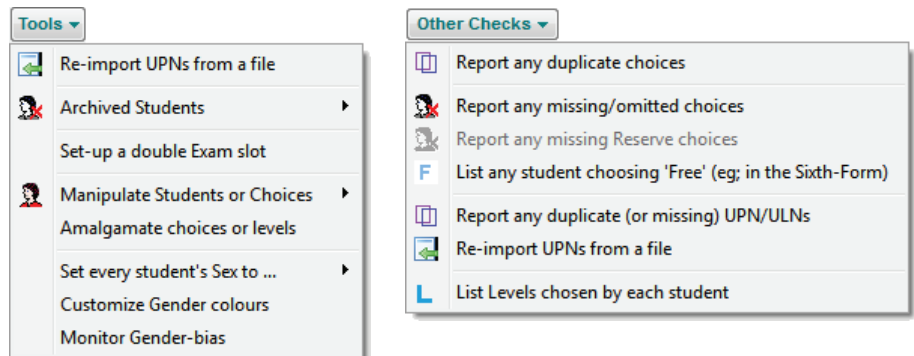 Tools
Re-import UPNs from a file
Archived Students
Set-up a double Exam slot
Manipulate Students or Choices
Amalgamate choices or levels
Set every student's Sex to ...
Customize Gender colours
Monitor Gender-bias
Other Checks
Report any duplicate choices
Report any missing/omitted choices
Report any missing Reserve choices
F List any student choosing 'Free' (eg; in the Sixth-Form)
Report any duplicate (or missing) UPN/ULNs
Re-import UPNs from a file
L List Levels chosen by each student